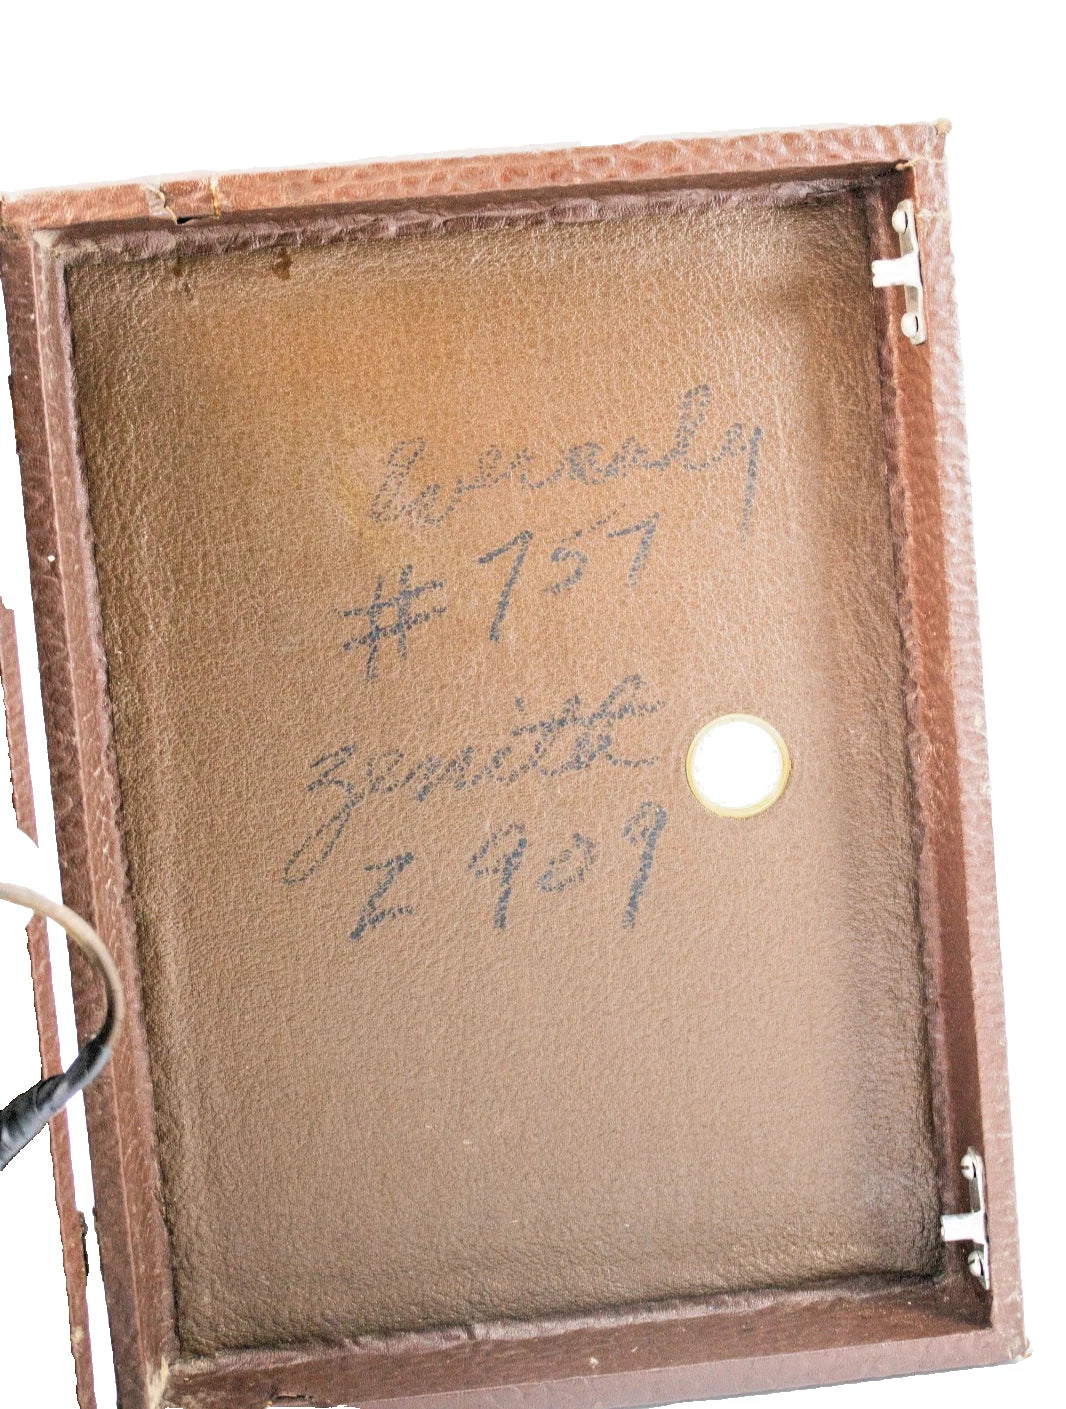 Beverly
# 757
Zenith
Z 909